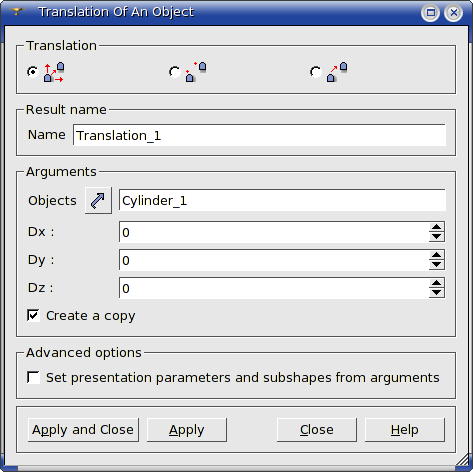 Translation Of An Object
Translation
Result name
Name Translation_1
Arguments
Objects Cylinder_1
Dx : 0
Dy : 0
Dz : 0
Create a copy
Advanced options
Set presentation parameters and subshapes from arguments
Apply and Close Apply Close Help